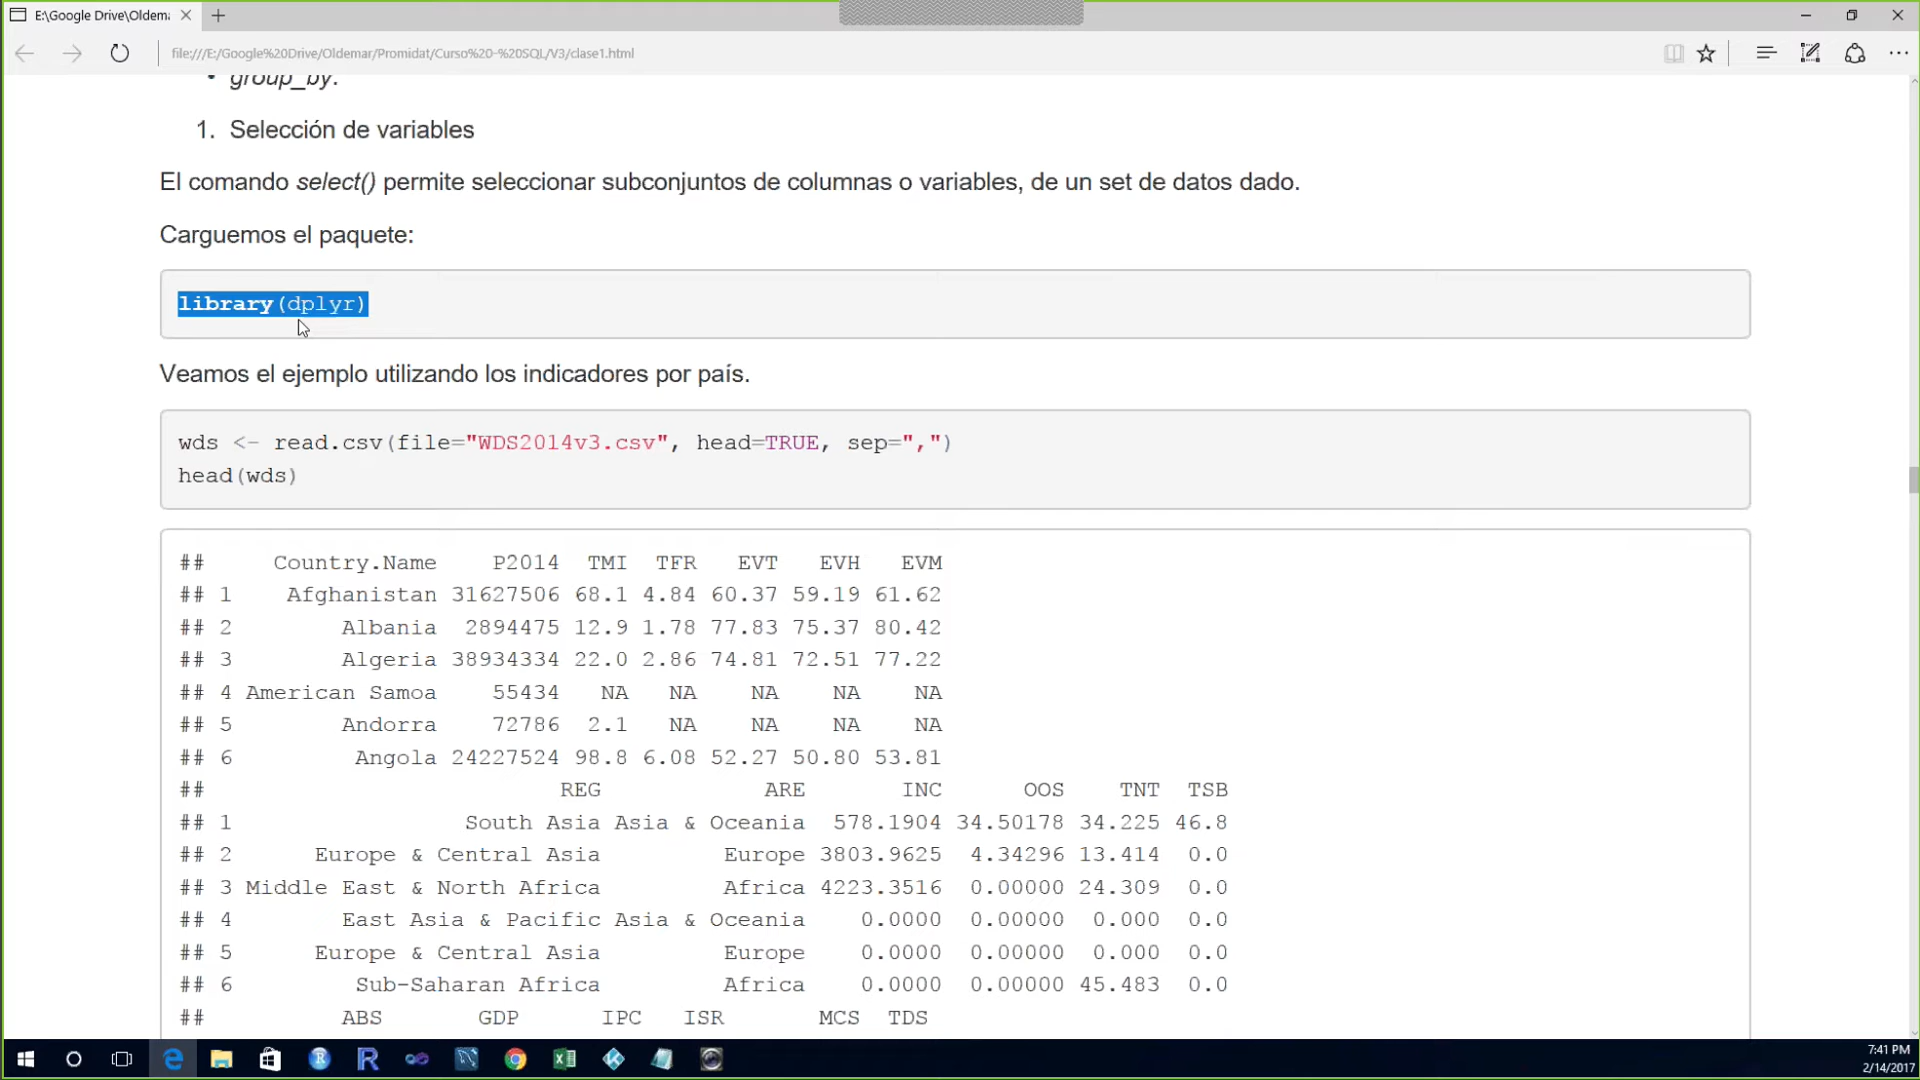 E:\Google Drive\Oldema
file:///E:/Google%20Drive/Oldemar/Promidat/Curso%20-%20SQL/V3/clase1.html
• group_by.
1. Selección de variables
El comando select() permite seleccionar subconjuntos de columnas o variables, de un set de datos dado.
Carguemos el paquete:
library(dplyr)
Veamos el ejemplo utilizando los indicadores por país.
wds <- read.csv(file="WDS2014v3.csv", head=TRUE, sep=",")
head(wds)
## Country.Name P2014 TMI TFR EVT EVH EVM
## 1 Afghanistan 31627506 68.1 4.84 60.37 59.19 61.62
## 2 Albania 2894475 12.9 1.78 77.83 75.37 80.42
## 3 Algeria 38934334 22.0 2.86 74.81 72.51 77.22
## 4 American Samoa 55434 NA NA NA NA NA
## 5 Andorra 72786 2.1 NA NA NA NA
## 6 Angola 24227524 98.8 6.08 52.27 50.80 53.81
## REG ARE INC OOS TNT TSB
## 1 South Asia Asia & Oceania 578.1904 34.50178 34.225 46.8
## 2 Europe & Central Asia Europe 3803.9625 4.34296 13.414 0.0
## 3 Middle East & North Africa Africa 4223.3516 0.00000 24.309 0.0
## 4 East Asia & Pacific Asia & Oceania 0.0000 0.00000 0.000 0.0
## 5 Europe & Central Asia Europe 0.0000 0.00000 0.000 0.0
## 6 Sub-Saharan Africa Africa 0.0000 0.00000 45.483 0.0
## ABS GDP IPC ISR MCS TDS
7:41 PM
2/14/2017